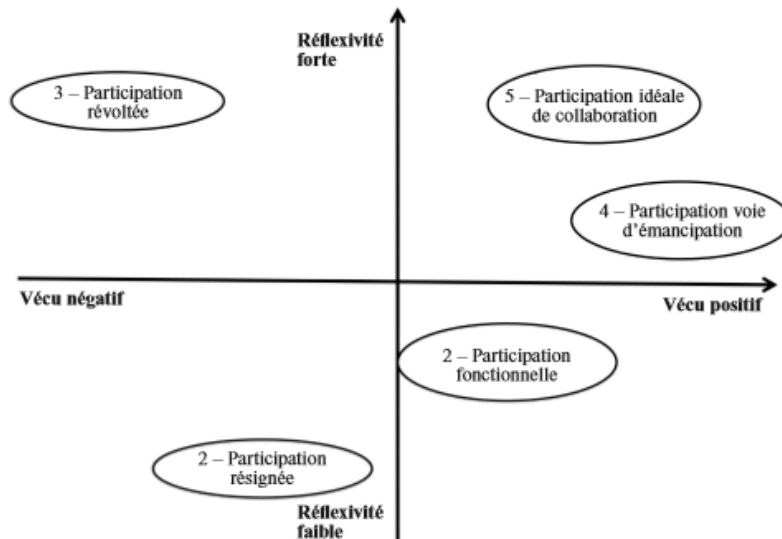 Réflexivité
forte
3 – Participation
révoltée
5 – Participation idéale
de collaboration
4 – Participation voie
d'émancipation
Vécu négatif
Vécu positif
2 – Participation
fonctionnelle
2 – Participation
résignée
Réflexivité
faible